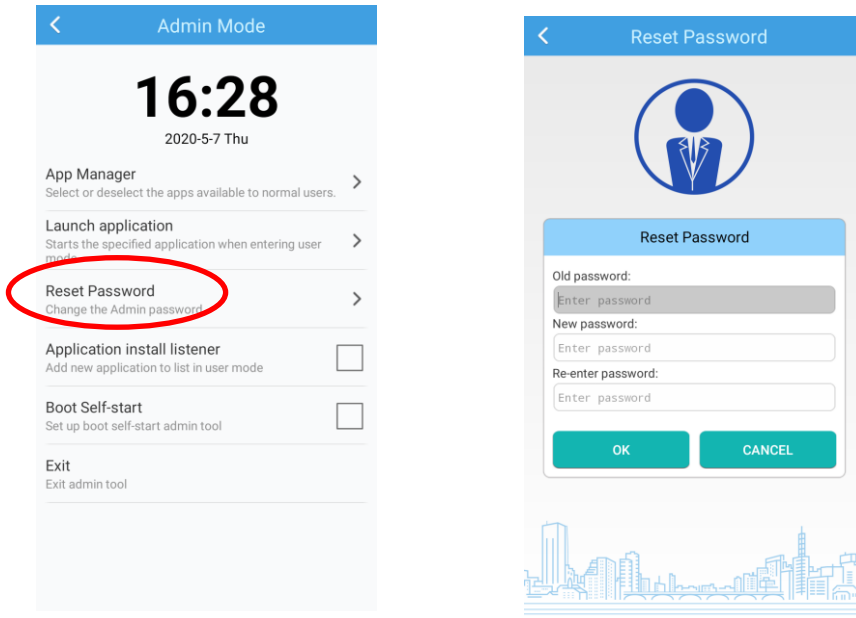 Admin Mode
16:28
2020-5-7 Thu
App Manager
Select or deselect the apps available to normal users.
Launch application
Starts the specified application when entering user
mode
Reset Password
Change the Admin password
Application install listener
Add new application to list in user mode
Boot Self-start
Set up boot self-start admin tool
Exit
Exit admin tool
Reset Password
Reset Password
Old password:
Enter password
New password:
Enter password
Re-enter password:
Enter password
OK
CANCEL